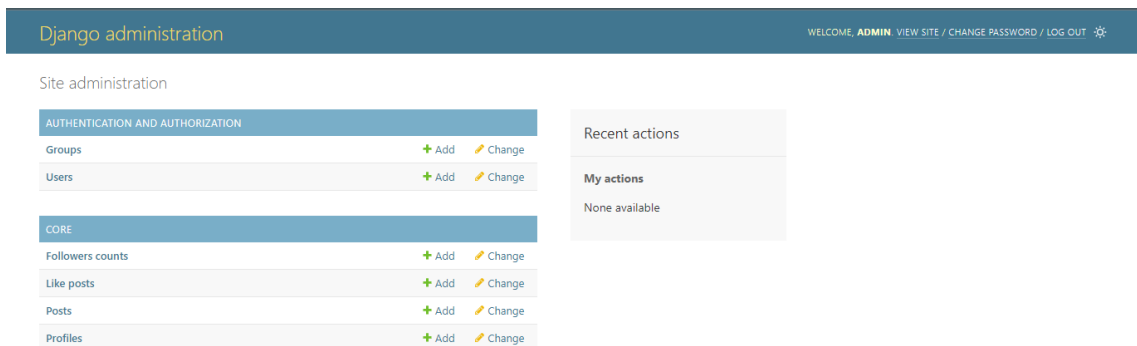 Django administration
WELCOME, ADMIN. VIEW SITE / CHANGE PASSWORD / LOG OUT
Site administration
AUTHENTICATION AND AUTHORIZATION
Groups + Add Change
Users + Add Change
CORE
Followers counts + Add Change
Like posts + Add Change
Posts + Add Change
Profiles + Add Change
Recent actions
My actions
None available